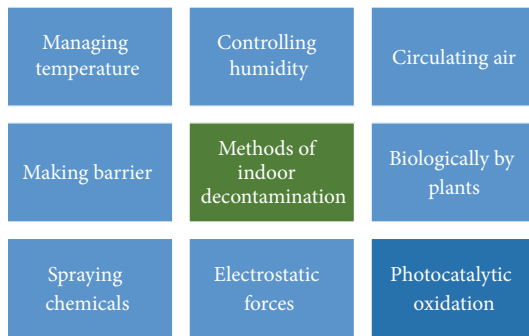 Managing
temperature
Controlling
humidity
Circulating air
Making barrier
Methods of
indoor
decontamination
Biologically by
plants
Spraying
chemicals
Electrostatic
forces
Photocatalytic
oxidation